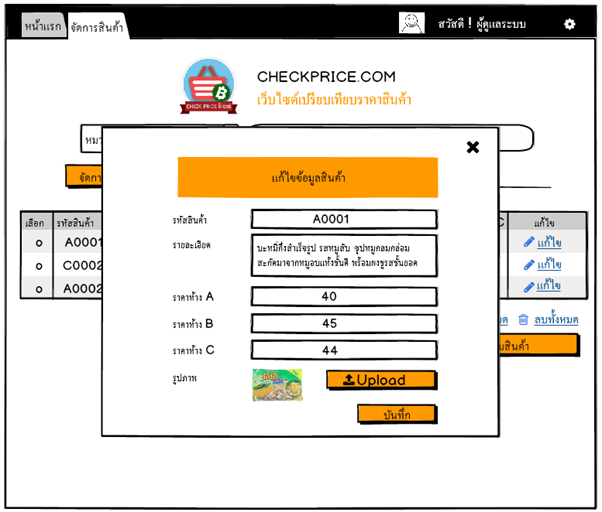 หน้าแรก
จัดการสินค้า
สวัสดี ! ผู้ดูแลระบบ
CHECKPRICE.COM
เว็บไซต์เปรียบเทียบราคาสินค้า
CHECK PRICE
หมว
จัดกา
แก้ไขข้อมูลสินค้า
รหัสสินค้า A0001
รายละเอียด บะหมี่กึ่งสำเร็จรูป รสหมูสับ ซุปหมูกลมกล่อม
สะกัดมาจากหมูอบแห้งชั้นดี พร้อมผงชูรสชั้นยอด
ราคาห้าง A 40
ราคาห้าง B 45
ราคาห้าง C 44
รูปภาพ Upload
บันทึก
เลือก รหัสสินค้า C แก้ไข
A0001 แก้ไข
C0002 แก้ไข
A0002 แก้ไข
ลบทั้งหมด
มสินค้า